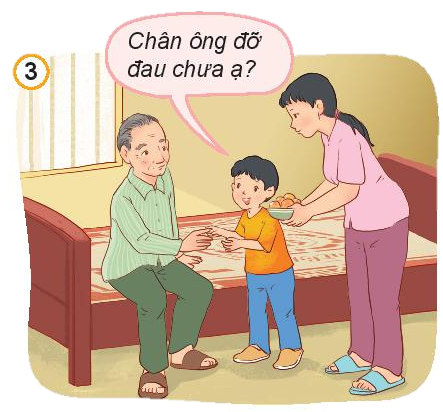 Chân ông đỡ
đau chưa ạ?
3